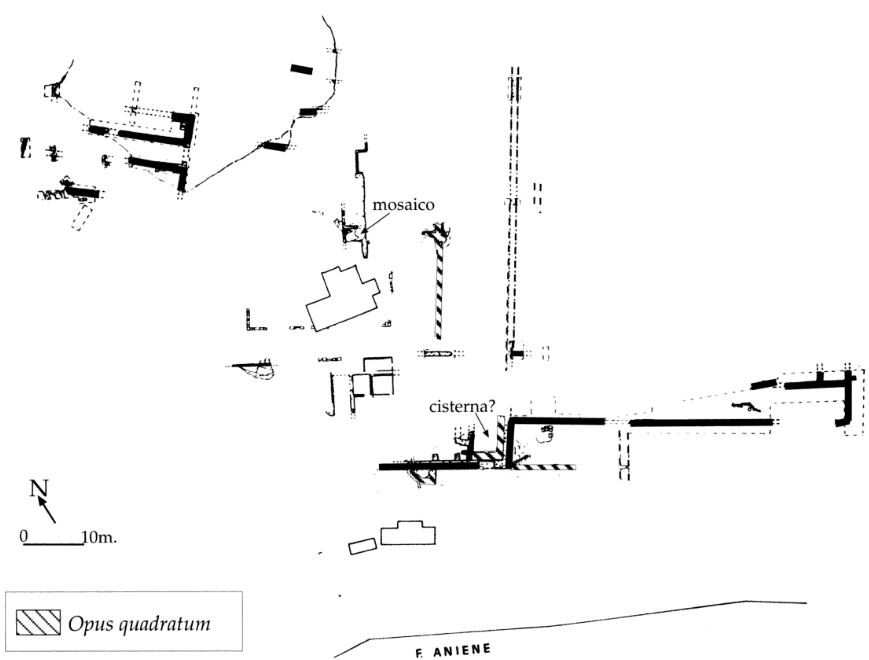 mosaico
cisterna?
N
0 10m.
Opus quadratum
F. ANIENE